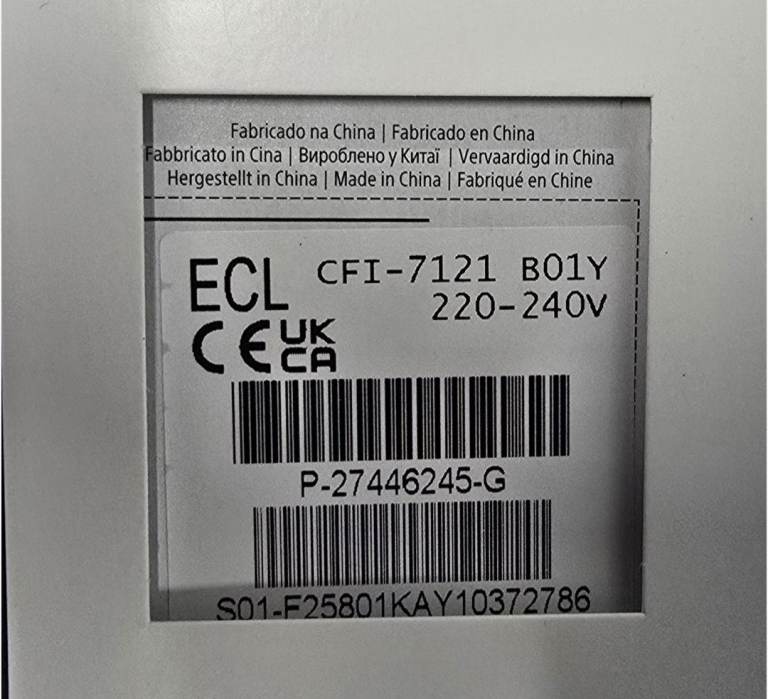 Fabricado na China | Fabricado en China
Fabbricato in Cina | Вироблено у Китаї | Vervaardigd in China
Hergestellt in China | Made in China | Fabriqué en Chine
ECL CFI-7121 B01Y
220-240V
CE UK CA
P-27446245-G
S01-F25801KAY10372786